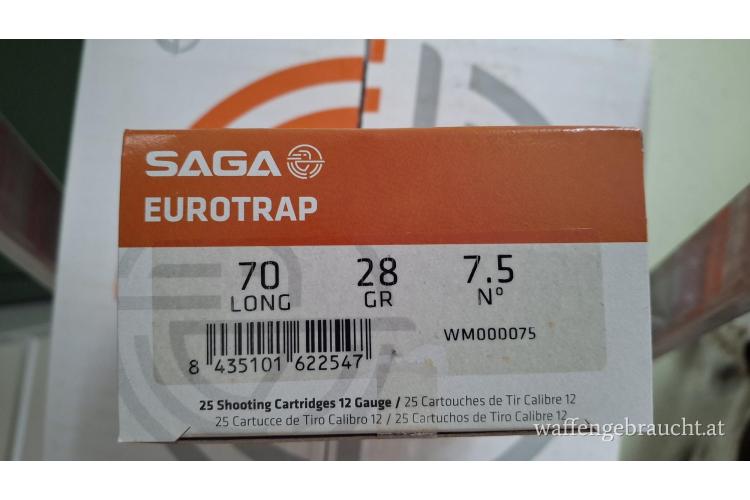 SAGA
EUROTRAP
70 28 7.5
LONG GR Nº
WM000075
8 435101 622547
25 Shooting Cartridges 12 Gauge / 25 Cartouches de Tir Calibre 12
25 Cartucce de Tiro Calibro 12 / 25 Cartuchos de Tiro Calibre 12
waffengebraucht.at